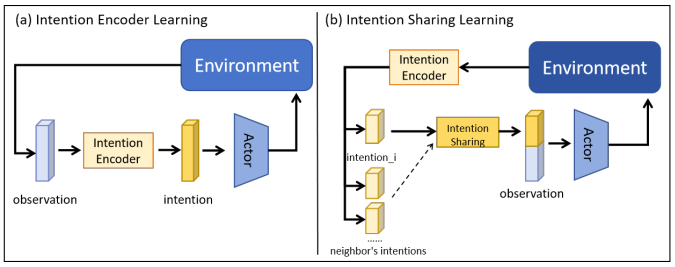 (a) Intention Encoder Learning
Environment
Intention
Encoder
Actor
observation
intention
(b) Intention Sharing Learning
Intention
Encoder
Environment
intention_i
Intention
Sharing
Actor
observation
......
neighbor's intentions